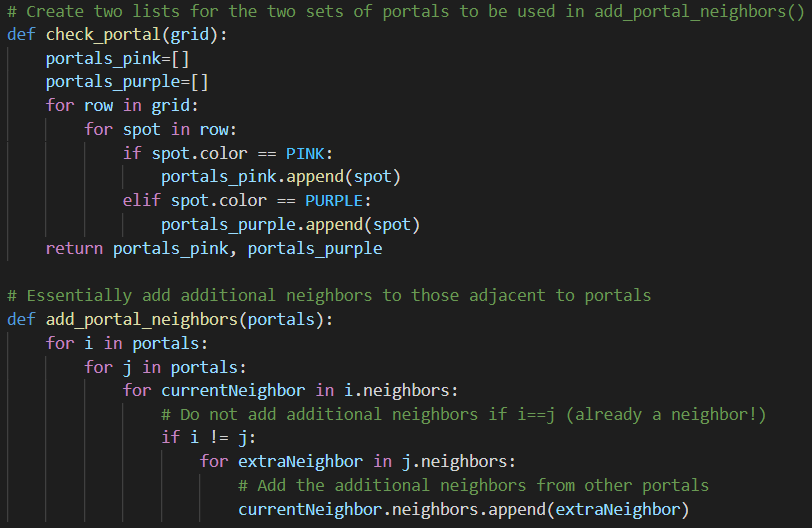 # Create two lists for the two sets of portals to be used in add_portal_neighbors()
def check_portal(grid):
    portals_pink=[]
    portals_purple=[]
    for row in grid:
        for spot in row:
            if spot.color == PINK:
                portals_pink.append(spot)
            elif spot.color == PURPLE:
                portals_purple.append(spot)
    return portals_pink, portals_purple

# Essentially add additional neighbors to those adjacent to portals
def add_portal_neighbors(portals):
    for i in portals:
        for j in portals:
            for currentNeighbor in i.neighbors:
                # Do not add additional neighbors if i==j (already a neighbor!)
                if i != j:
                    for extraNeighbor in j.neighbors:
                        # Add the additional neighbors from other portals
                        currentNeighbor.neighbors.append(extraNeighbor)